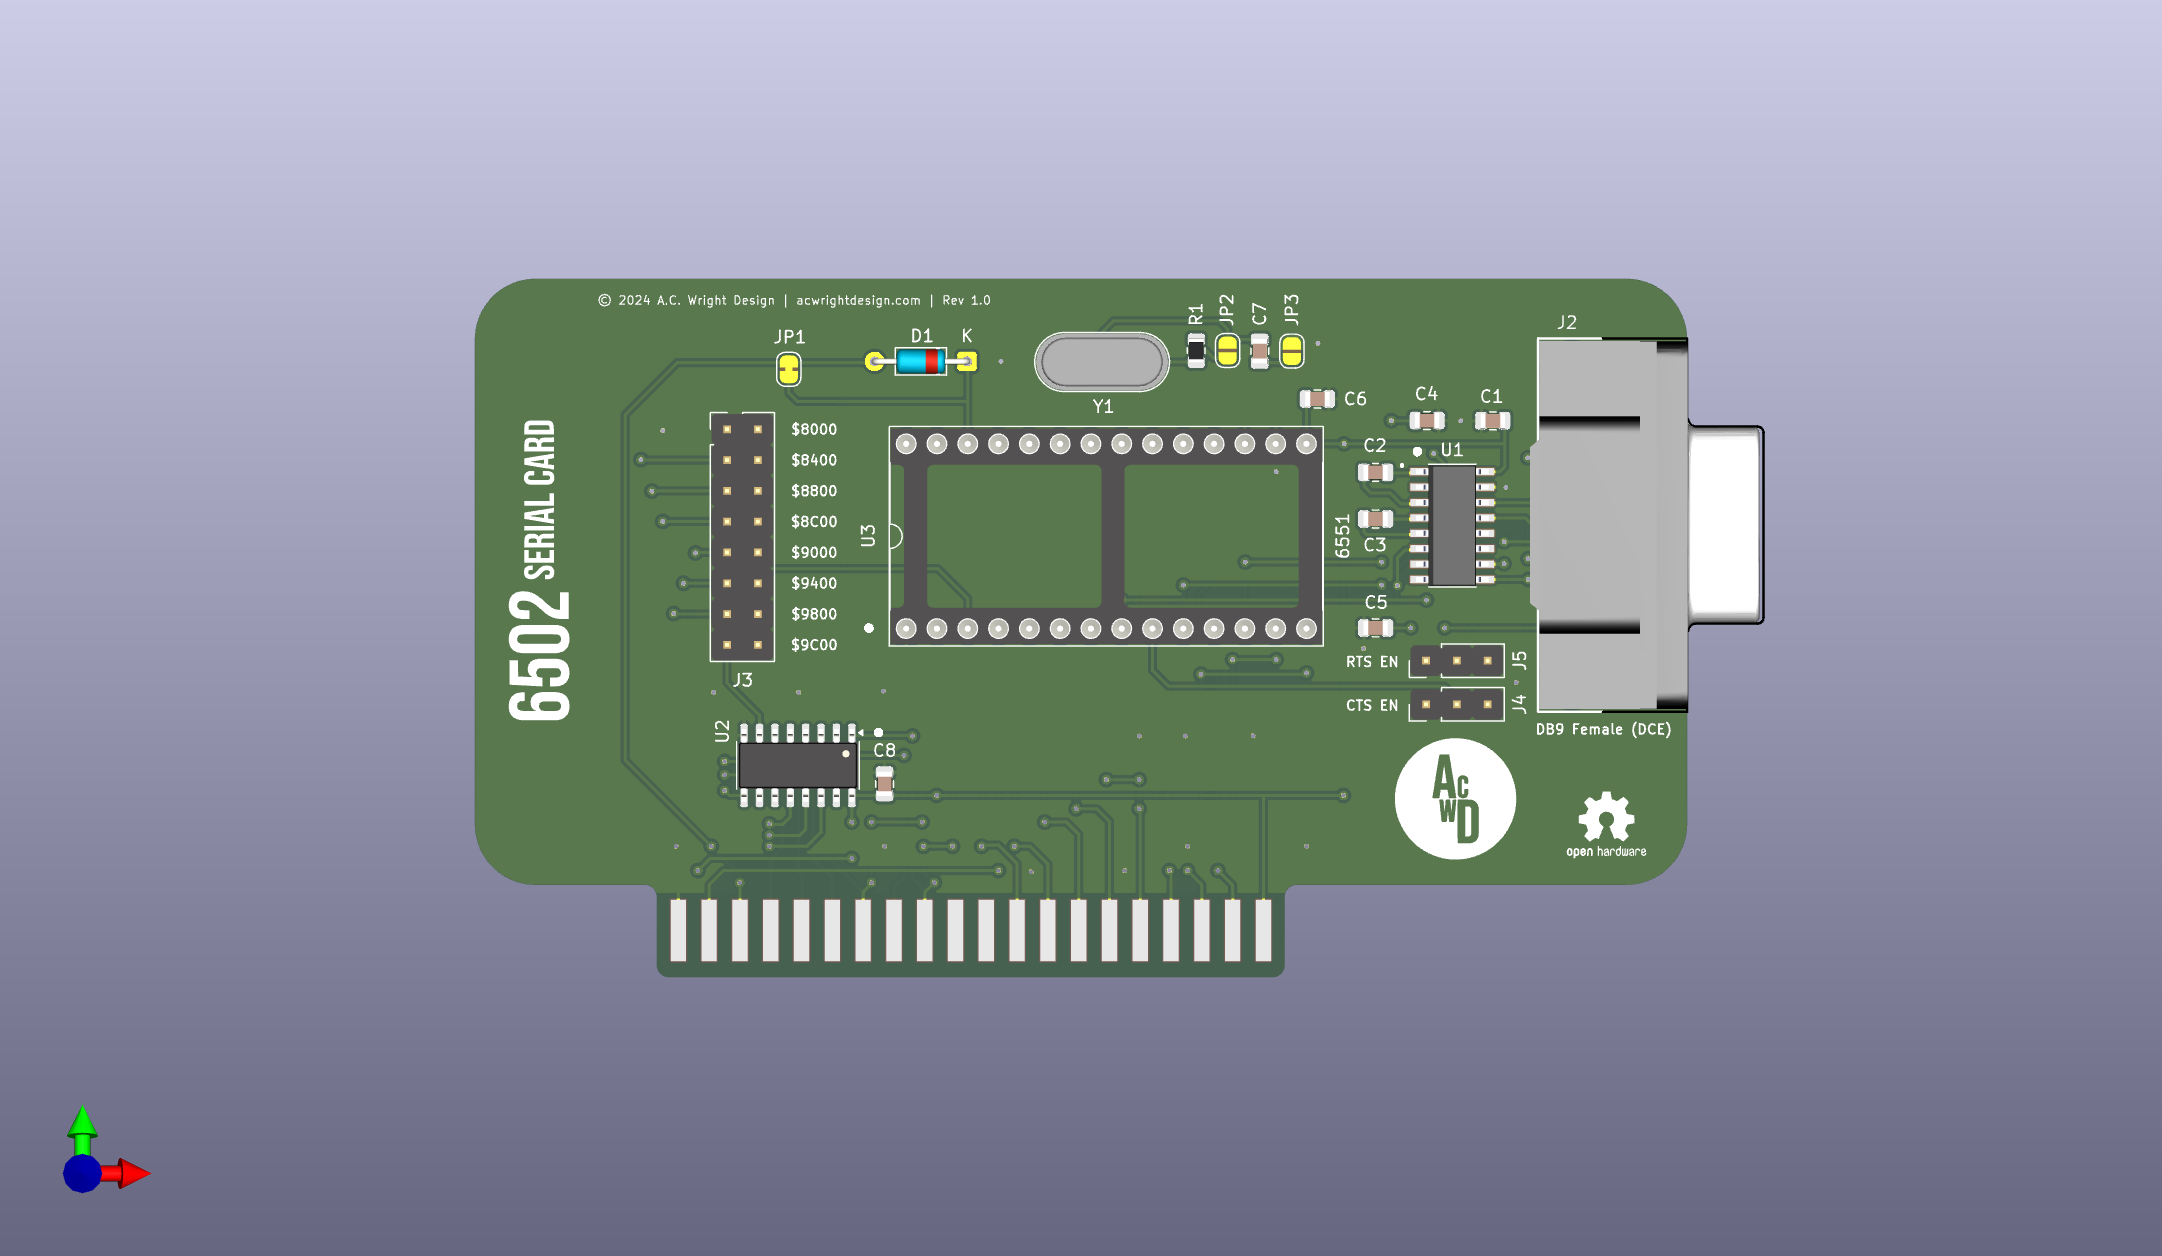 © 2024 A.C. Wright Design | acwrightdesign.com | Rev 1.0
JP1
D1
K
Y1
R1
JP2
C7
JP3
J2
C6
C4
C1
C2
U1
C3
C5
6551
U3
$8000
$8400
$8800
$8C00
$9000
$9400
$9800
$9C00
J3
6502 SERIAL CARD
RTS EN
J5
CTS EN
J4
DB9 Female (DCE)
U2
C8
ACWD
open hardware